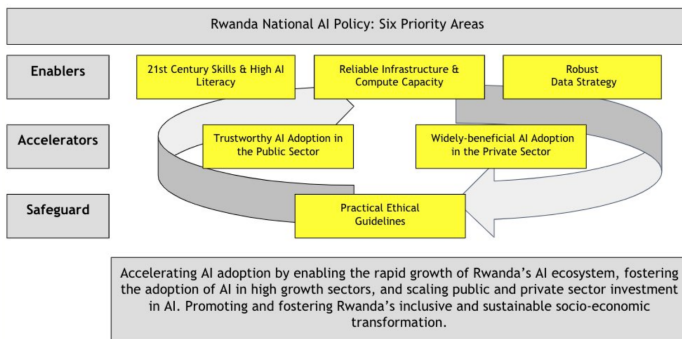 Rwanda National AI Policy: Six Priority Areas
Enablers
21st Century Skills & High AI
Literacy
Reliable Infrastructure &
Compute Capacity
Robust
Data Strategy
Accelerators
Trustworthy AI Adoption in
the Public Sector
Widely-beneficial AI Adoption
in the Private Sector
Safeguard
Practical Ethical
Guidelines
Accelerating AI adoption by enabling the rapid growth of Rwanda’s AI ecosystem, fostering
the adoption of AI in high growth sectors, and scaling public and private sector investment
in AI. Promoting and fostering Rwanda’s inclusive and sustainable socio-economic
transformation.